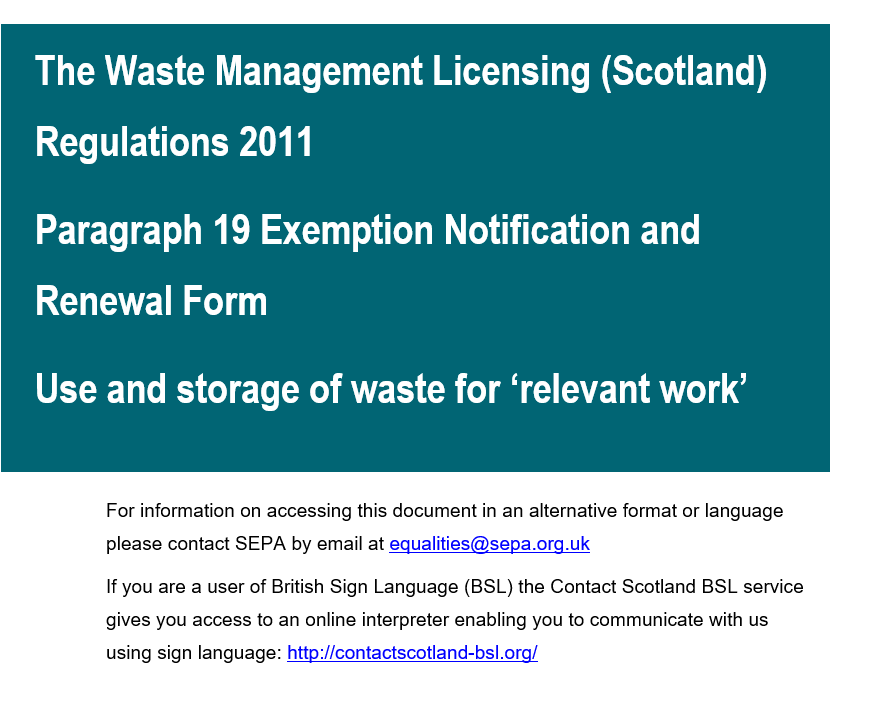 The Waste Management Licensing (Scotland)
Regulations 2011
Paragraph 19 Exemption Notification and
Renewal Form
Use and storage of waste for ‘relevant work’
For information on accessing this document in an alternative format or language
please contact SEPA by email at equalities@sepa.org.uk
If you are a user of British Sign Language (BSL) the Contact Scotland BSL service
gives you access to an online interpreter enabling you to communicate with us
using sign language: http://contactscotland-bsl.org/